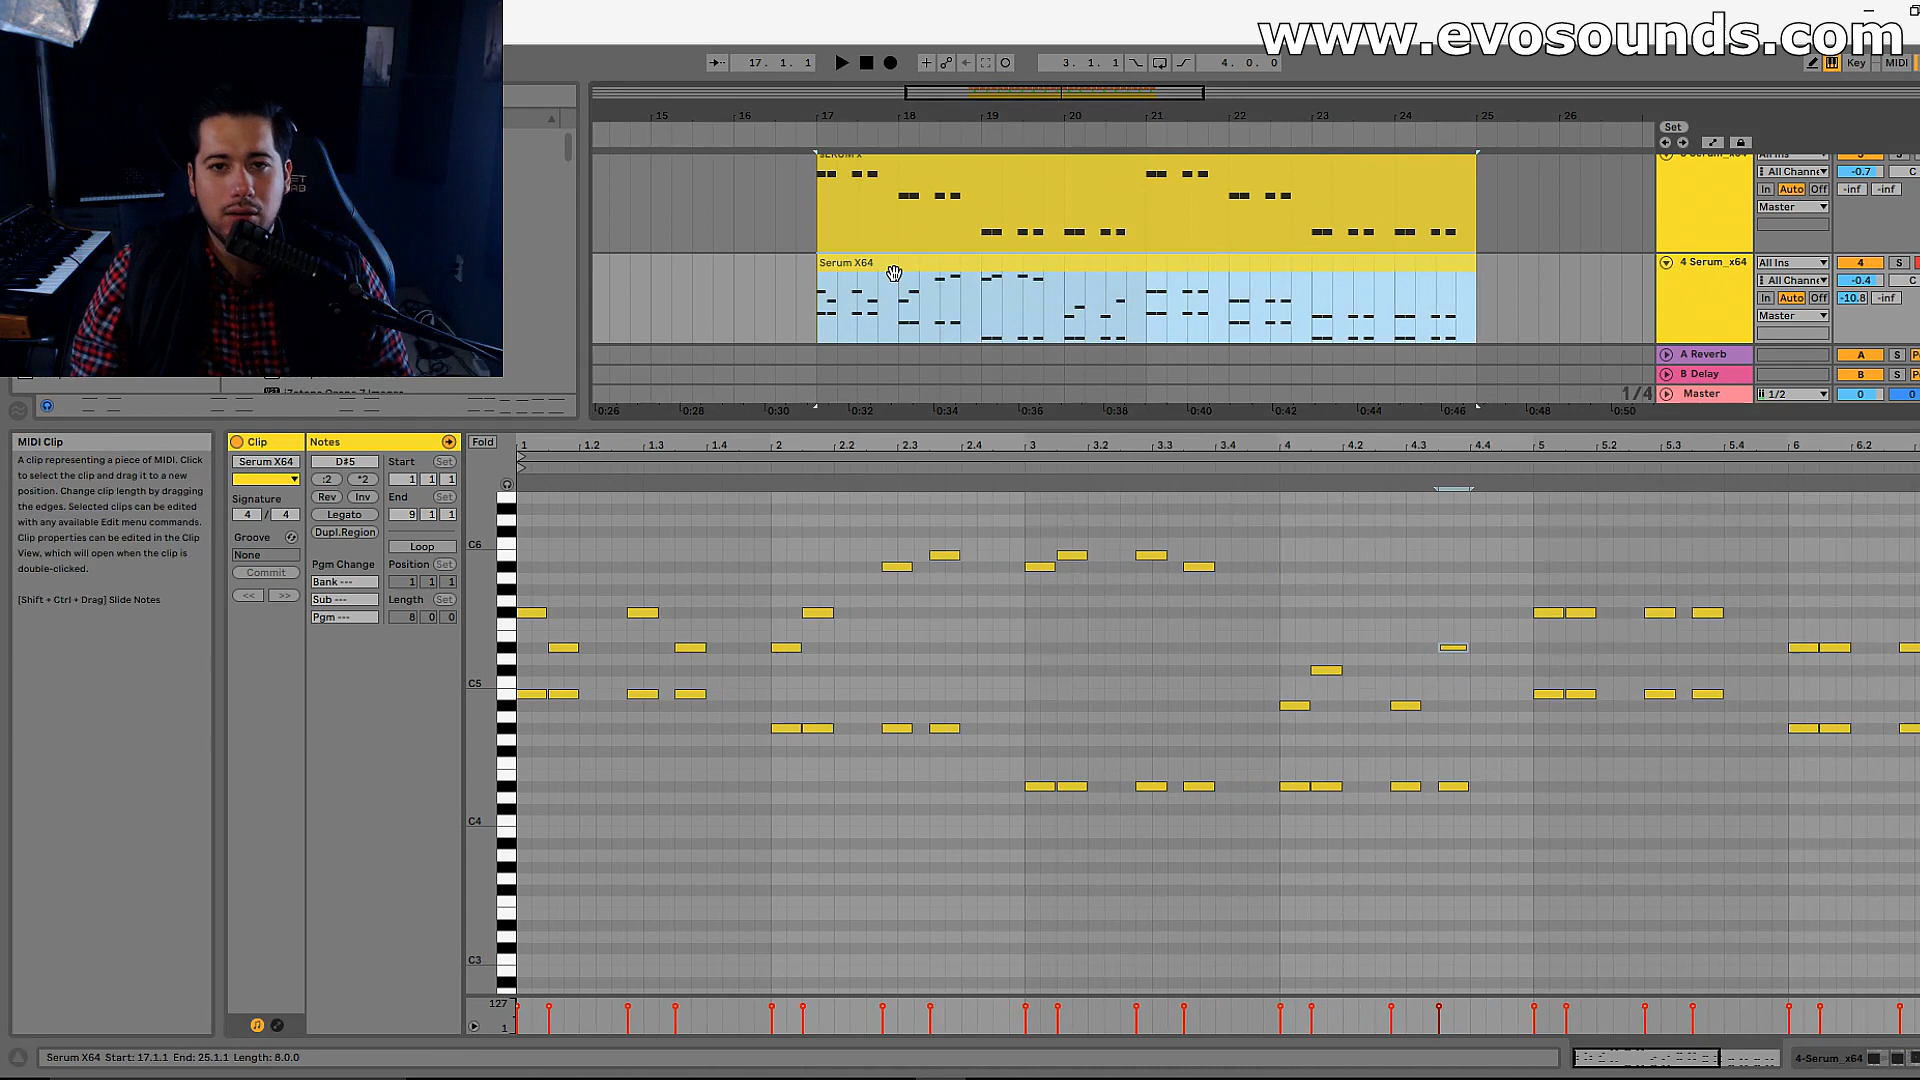 www.evosounds.com
17. 1. 1
3. 1. 1
4. 0. 0
Key
MIDI
15 16 17 18 19 20 21 22 23 24 25 26
Set
All Channe
-0.7
C
In Auto Off
-inf -inf
Master
Serum X64
4 Serum_x64
All Ins
4
S
All Channe
-0.4
C
In Auto Off
-10.8 -inf
Master
A Reverb
A
S
B Delay
B
S
1/4
Master
1/2
0
0
0:26 0:28 0:30 0:32 0:34 0:36 0:38 0:40 0:42 0:44 0:46 0:48 0:50
MIDI Clip
A clip representing a piece of MIDI. Click
to select the clip and drag it to a new
position. Change clip length by dragging
the edges. Selected clips can be edited
with any available Edit menu commands.
Clip properties can be edited in the Clip
View, which will open when the clip is
double-clicked.
[Shift + Ctrl + Drag] Slide Notes
Clip
Serum X64
Signature
4 / 4
Groove
None
Commit
<< >>
Notes
D#5
:2 *2
Rev Inv
Legato
Dupl.Region
Pgm Change
Bank ---
Sub ---
Pgm ---
Start Set
1 1 1
End Set
9 1 1
Loop
Position Set
1 1 1
Length Set
8 0 0
Fold
1 1.2 1.3 1.4 2 2.2 2.3 2.4 3 3.2 3.3 3.4 4 4.2 4.3 4.4 5 5.2 5.3 5.4 6 6.2
C6
C5
C4
C3
127
1
Serum X64 Start: 17.1.1 End: 25.1.1 Length: 8.0.0
4-Serum_x64